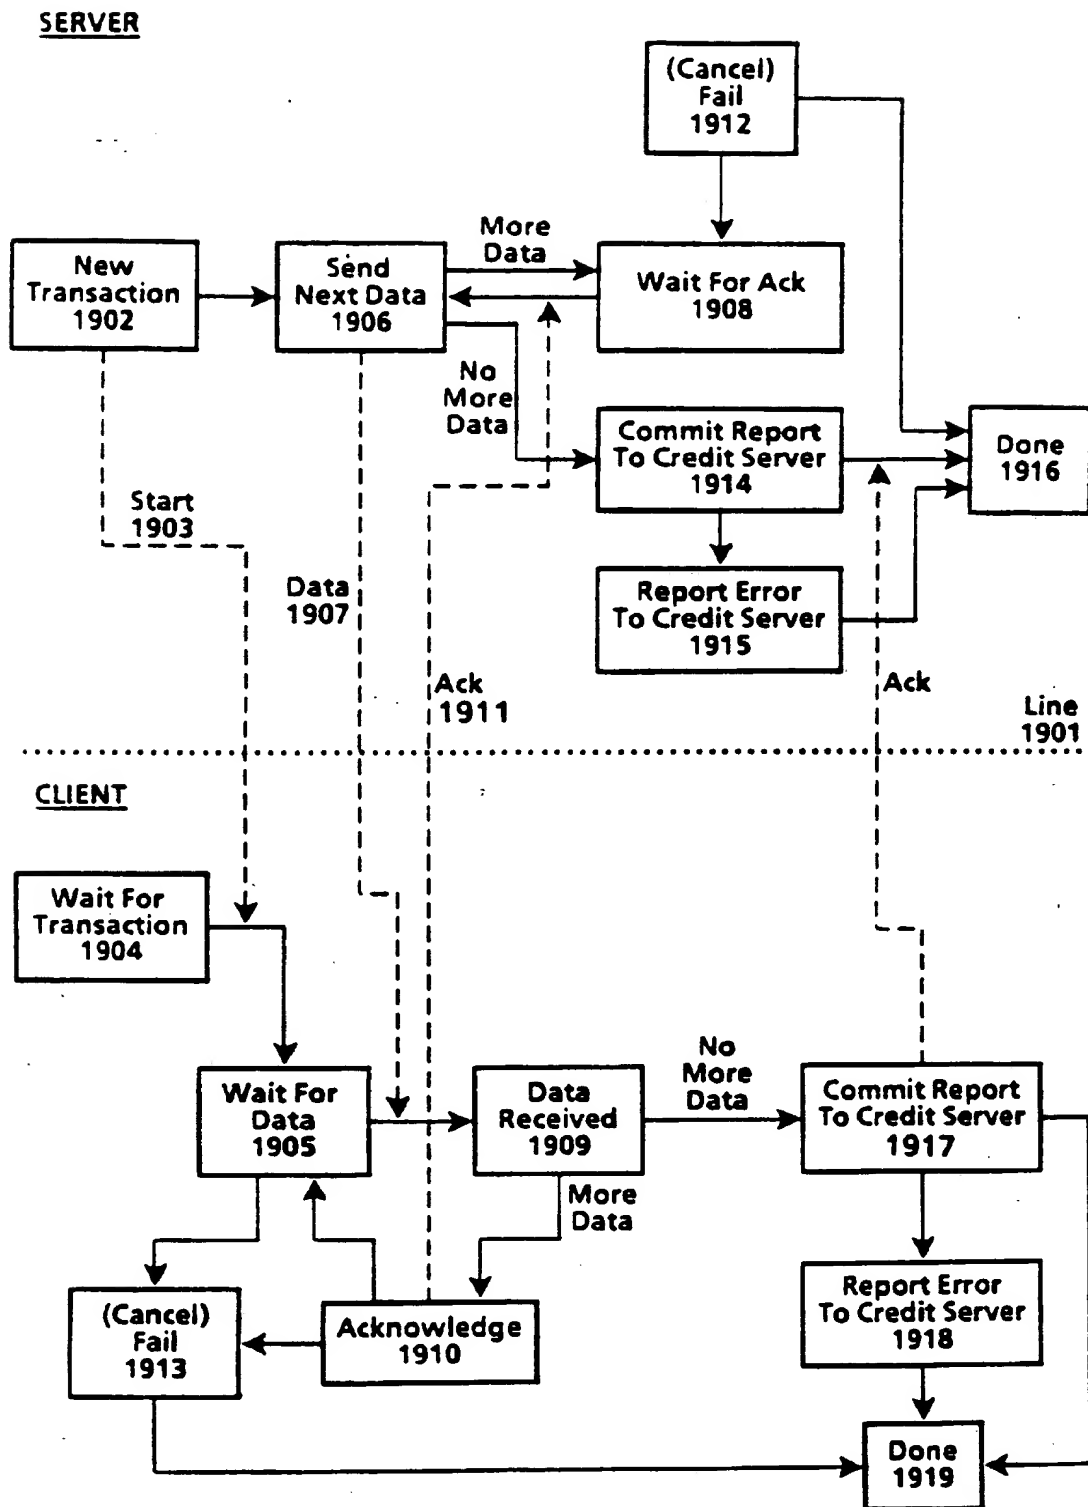 SERVER
(Cancel)
Fail
1912
New
Transaction
1902
Send
Next Data
1906
More
Data
Wait For Ack
1908
No
More
Data
Commit Report
To Credit Server
1914
Done
1916
Start
1903
Data
1907
Report Error
To Credit Server
1915
Ack
1911
Ack
Line
1901
CLIENT
Wait For
Transaction
1904
Wait For
Data
1905
Data
Received
1909
No
More
Data
Commit Report
To Credit Server
1917
More
Data
(Cancel)
Fail
1913
Acknowledge
1910
Report Error
To Credit Server
1918
Done
1919